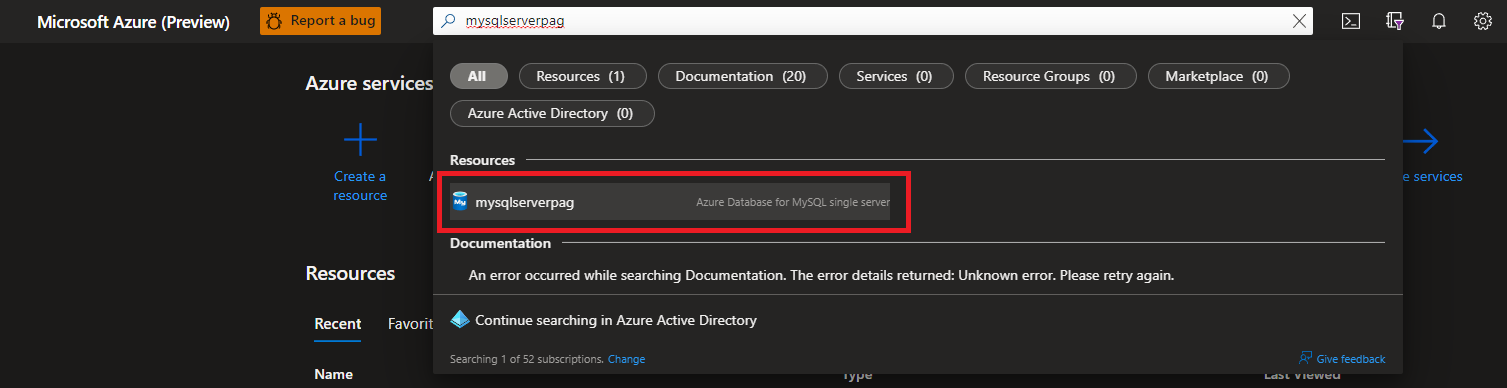 Microsoft Azure (Preview)
Report a bug
mysqlserverpag
All
Resources (1)
Documentation (20)
Services (0)
Resource Groups (0)
Marketplace (0)
Azure Active Directory (0)
Azure services
Create a
resource
A
e services
Resources
My
mysqlserverpag
Azure Database for MySQL single server
Documentation
An error occurred while searching Documentation. The error details returned: Unknown error. Please retry again.
Continue searching in Azure Active Directory
Searching 1 of 52 subscriptions. Change
Give feedback
Resources
Recent
Favorit
Name
Type
Last Viewed